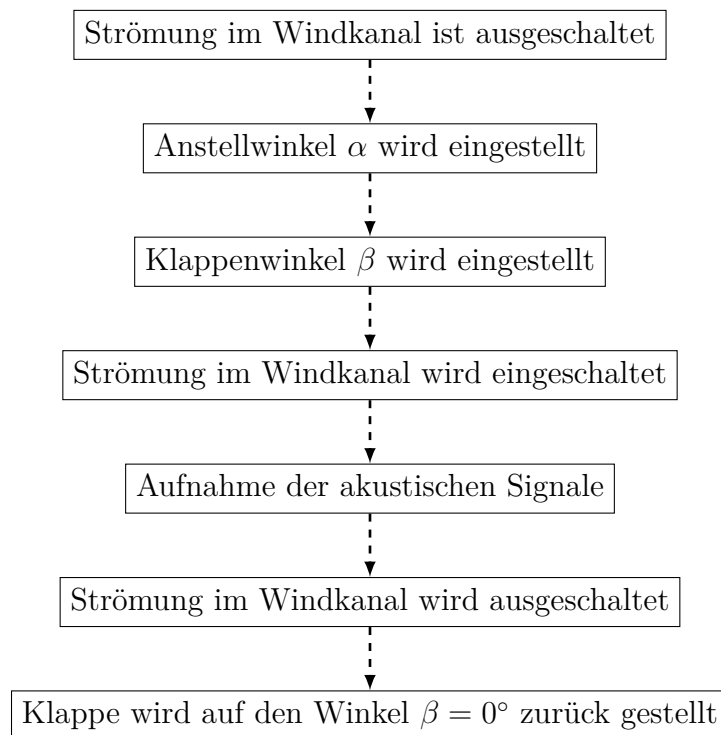 Strömung im Windkanal ist ausgeschaltet
Anstellwinkel α wird eingestellt
Klappenwinkel β wird eingestellt
Strömung im Windkanal wird eingeschaltet
Aufnahme der akustischen Signale
Strömung im Windkanal wird ausgeschaltet
Klappe wird auf den Winkel β = 0° zurück gestellt